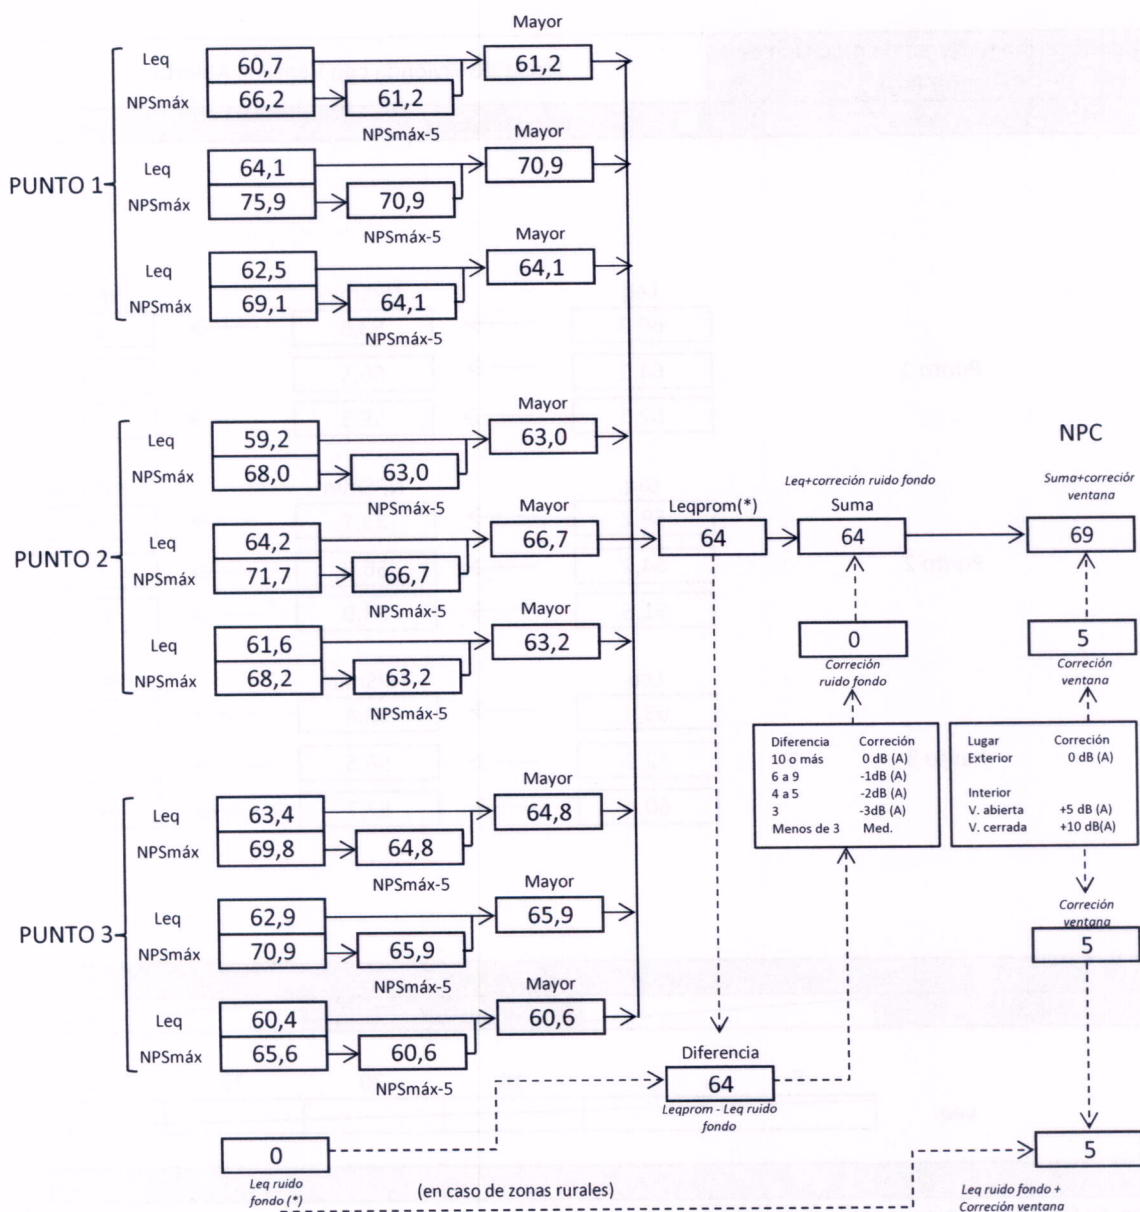 Mayor
Leq 60,7 61,2
NPSmáx 66,2 61,2
NPSmáx-5
Mayor
Leq 64,1 70,9
PUNTO 1
NPSmáx 75,9 70,9
NPSmáx-5
Mayor
Leq 62,5 64,1
NPSmáx 69,1 64,1
NPSmáx-5
Mayor
Leq 59,2 63,0
NPSmáx 68,0 63,0
NPSmáx-5
Mayor
Leq 64,2 66,7
PUNTO 2
NPSmáx 71,7 66,7
NPSmáx-5
Mayor
Leq 61,6 63,2
NPSmáx 68,2 63,2
NPSmáx-5
Mayor
Leq 63,4 64,8
NPSmáx 69,8 64,8
NPSmáx-5
Mayor
Leq 62,9 65,9
PUNTO 3
NPSmáx 70,9 65,9
NPSmáx-5
Mayor
Leq 60,4 60,6
NPSmáx 65,6 60,6
NPSmáx-5
Leqprom(*)
64
Leq+correción ruido fondo
Suma
64
NPC
Suma+correciór
ventana
69
0
Correción
ruido fondo
5
Correción
ventana
Diferencia Correción
10 o más 0 dB (A)
6 a 9 -1dB (A)
4 a 5 -2dB (A)
3 -3dB (A)
Menos de 3 Med.
Lugar Correción
Exterior 0 dB (A)
Interior
V. abierta +5 dB (A)
V. cerrada +10 dB(A)
Correción
ventana
5
Diferencia
64
Leqprom - Leq ruido
fondo
0
Leq ruido
fondo (*)
(en caso de zonas rurales)
5
Leq ruido fondo +
Correción ventana
Punto 2